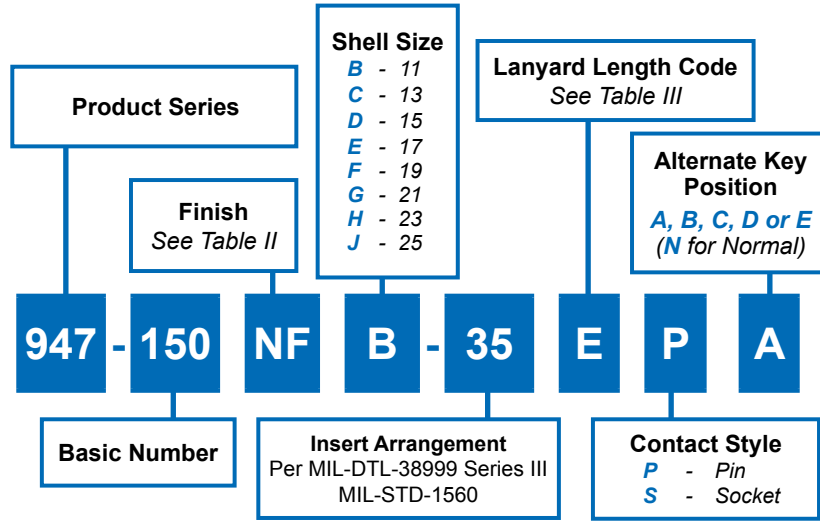 Shell Size
B - 11
C - 13
D - 15
E - 17
F - 19
G - 21
H - 23
J - 25
Lanyard Length Code
See Table III
Product Series
Alternate Key
Position
A, B, C, D or E
(N for Normal)
Finish
See Table II
947 - 150 NF B - 35 E P A
Basic Number
Insert Arrangement
Per MIL-DTL-38999 Series III
MIL-STD-1560
Contact Style
P - Pin
S - Socket